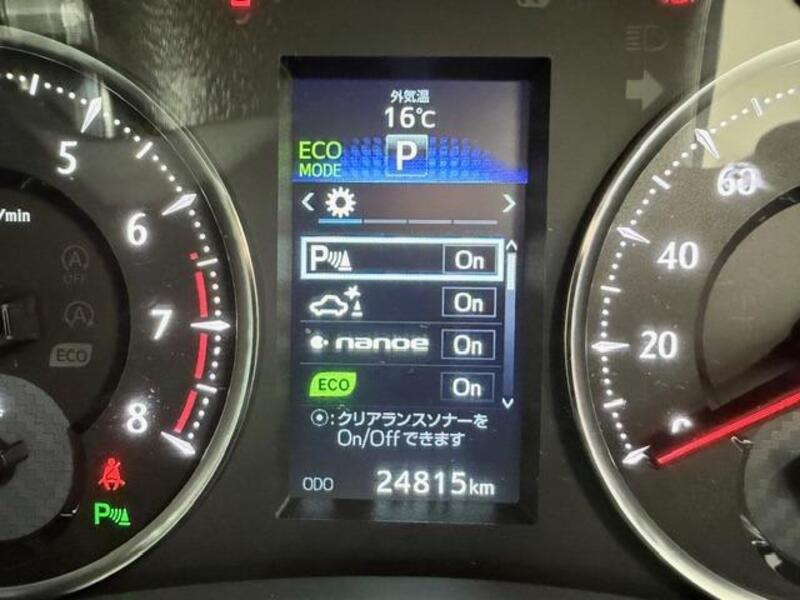 外気温
16℃
ECO
MODE
P
P
On
On
nanoe
On
ECO
On
⦿:クリアランスソナーを
On/Offできます
ODO
24815km
5
6
/min
7
8
A
OFF
A
ECO
P
60
40
20
0